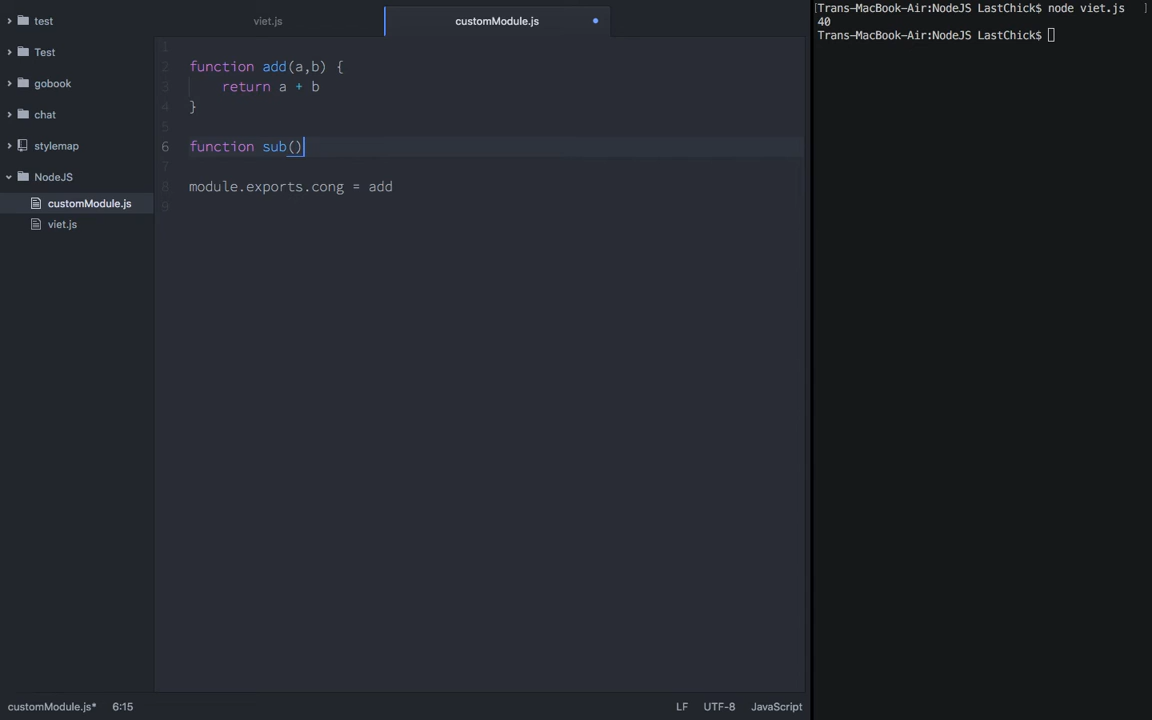 test
Test
gobook
chat
stylemap
NodeJS
customModule.js
viet.js
viet.js
customModule.js
1
2 function add(a,b) {
3 return a + b
4 }
5
6 function sub()
7
8 module.exports.cong = add
9
customModule.js* 6:15
LF UTF-8 JavaScript
[Trans-MacBook-Air:NodeJS LastChick$ node viet.js ]
40
Trans-MacBook-Air:NodeJS LastChick$